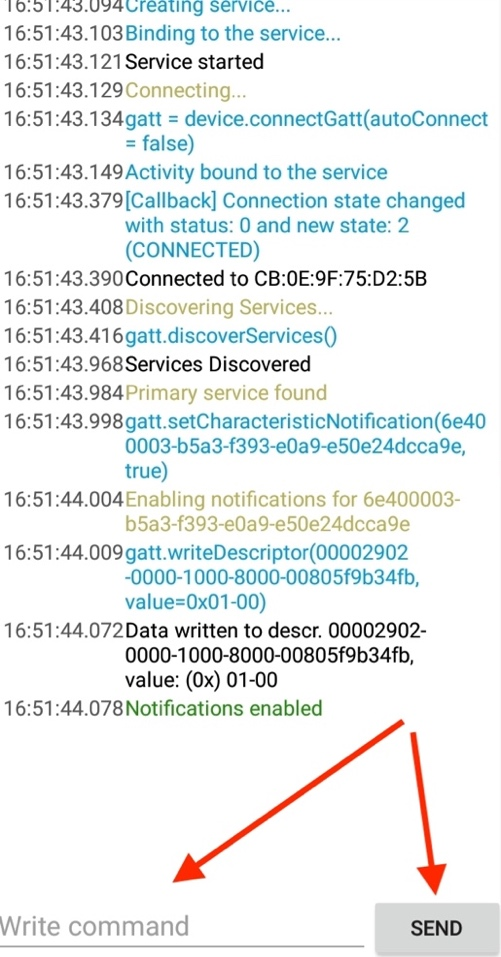 16:51:43.094Creating service...
16:51:43.103Binding to the service...
16:51:43.121Service started
16:51:43.129Connecting...
16:51:43.134gatt = device.connectGatt(autoConnect
= false)
16:51:43.149Activity bound to the service
16:51:43.379[Callback] Connection state changed
with status: 0 and new state: 2
(CONNECTED)
16:51:43.390Connected to CB:0E:9F:75:D2:5B
16:51:43.408Discovering Services...
16:51:43.416gatt.discoverServices()
16:51:43.968Services Discovered
16:51:43.984Primary service found
16:51:43.998gatt.setCharacteristicNotification(6e40
0003-b5a3-f393-e0a9-e50e24dcca9e,
true)
16:51:44.004Enabling notifications for 6e400003-
b5a3-f393-e0a9-e50e24dcca9e
16:51:44.009gatt.writeDescriptor(00002902
-0000-1000-8000-00805f9b34fb,
value=0x01-00)
16:51:44.072Data written to descr. 00002902-
0000-1000-8000-00805f9b34fb,
value: (0x) 01-00
16:51:44.078Notifications enabled
Write command
SEND